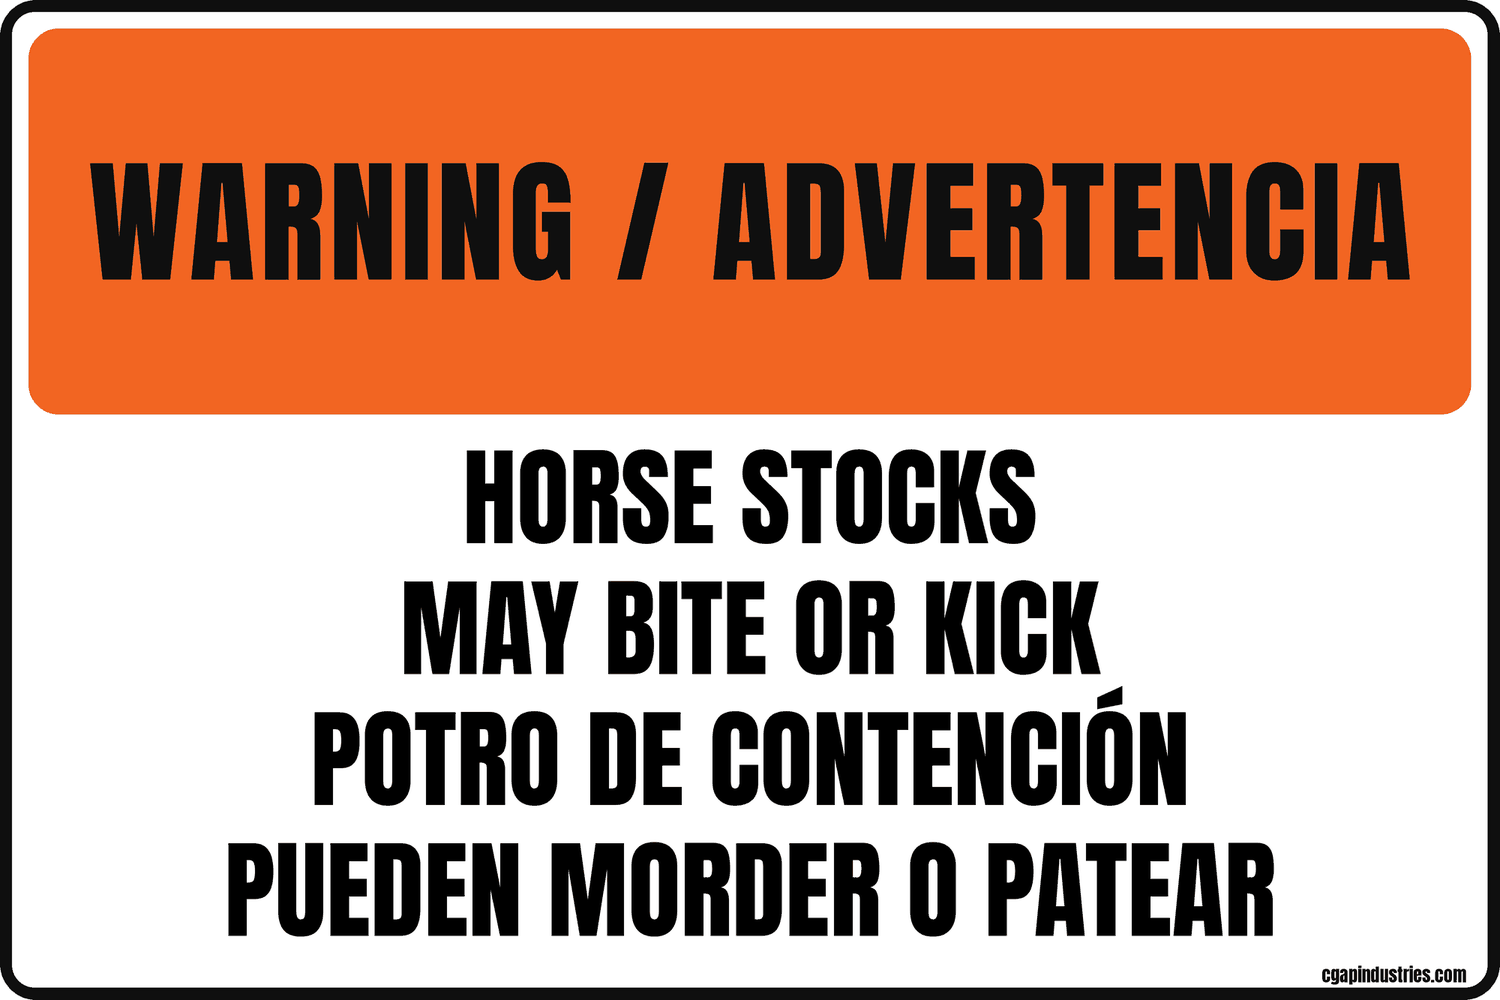 WARNING / ADVERTENCIA
HORSE STOCKS
MAY BITE OR KICK
POTRO DE CONTENCIÓN
PUEDEN MORDER O PATEAR
cgapindustries.com